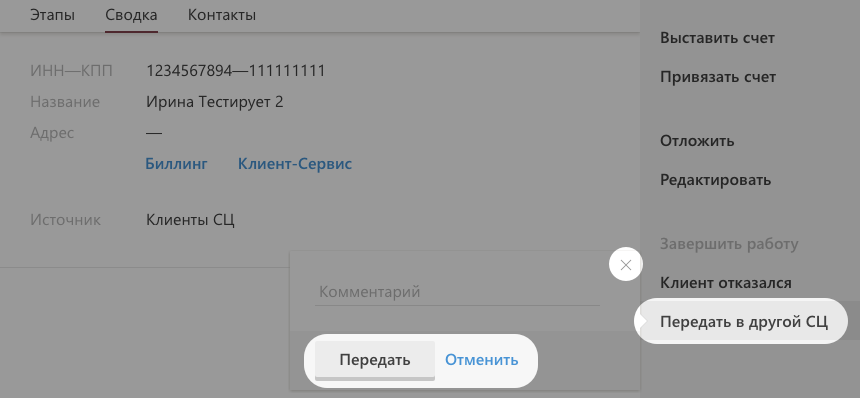 Этапы Сводка Контакты
ИНН—КПП 1234567894—111111111
Название Ирина Тестирует 2
Адрес —
Биллинг Клиент-Сервис
Источник Клиенты СЦ
Комментарий
Передать Отменить
Выставить счет
Привязать счет
Отложить
Редактировать
Завершить работу
Клиент отказался
Передать в другой СЦ